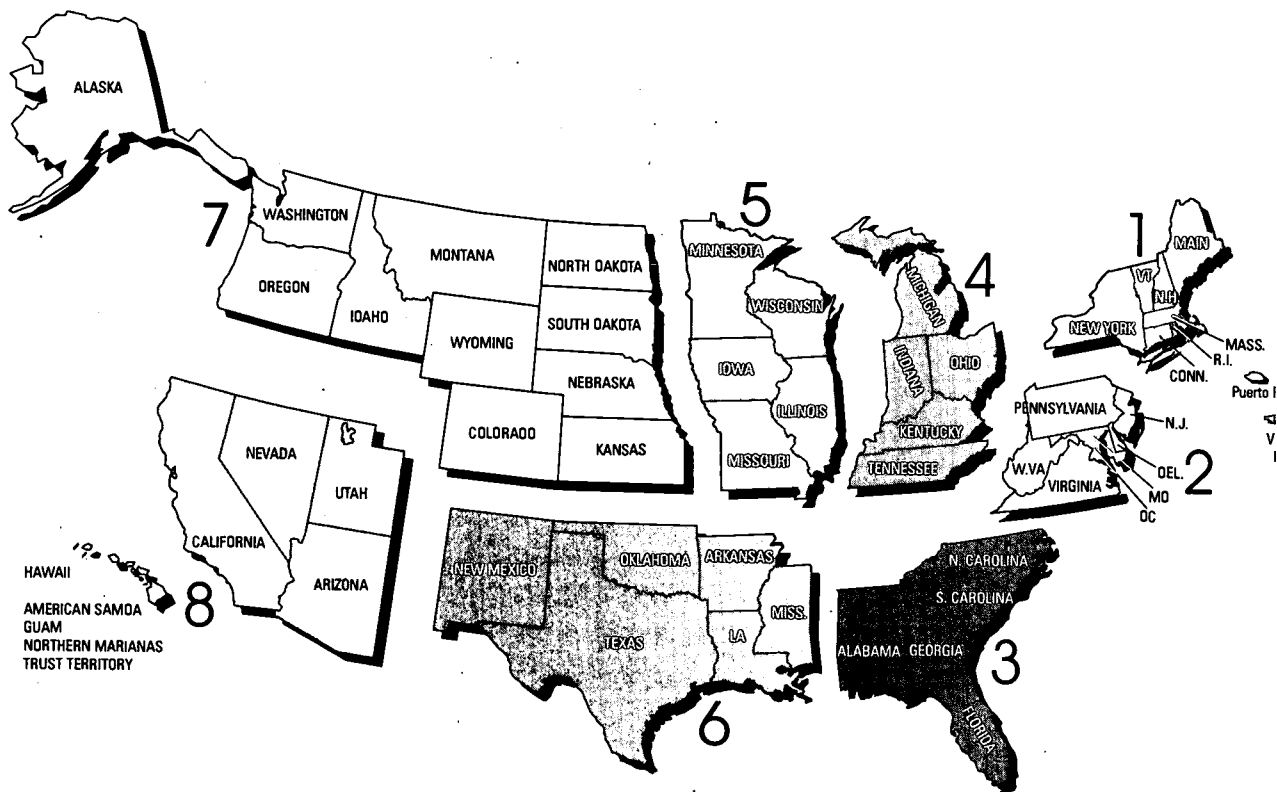 ALASKA
7
WASHINGTON
OREGON
IDAHO
MONTANA
WYOMING
NORTH OAKOTA
SOUTH OAKOTA
NEBRASKA
COLORAOO
KANSAS
5
MINNESOTA
WISCONSIN
IOWA
ILLINOIS
MISSOURI
4
MICHIGAN
INDIANA
OHIO
KENTUCKY
TENNESSEE
1
MAIN
VT
N.H
NEW YORK
MASS.
R.I.
CONN.
Puerto
PENNSYLVANIA
N.J.
W.VA
VIRGINIA
OEL.
2
MO
OC
NEVADA
UTAH
CALIFORNIA
ARIZONA
HAWAII
8
AMERICAN SAMOA
GUAM
NORTHERN MARIANAS
TRUST TERRITORY
NEW MEXICO
OKLAHOMA
ARKANSAS
TEXAS
LA
MISS.
6
N. CAROLINA
S. CAROLINA
ALABAMA GEORGIA
3
FLORIDA